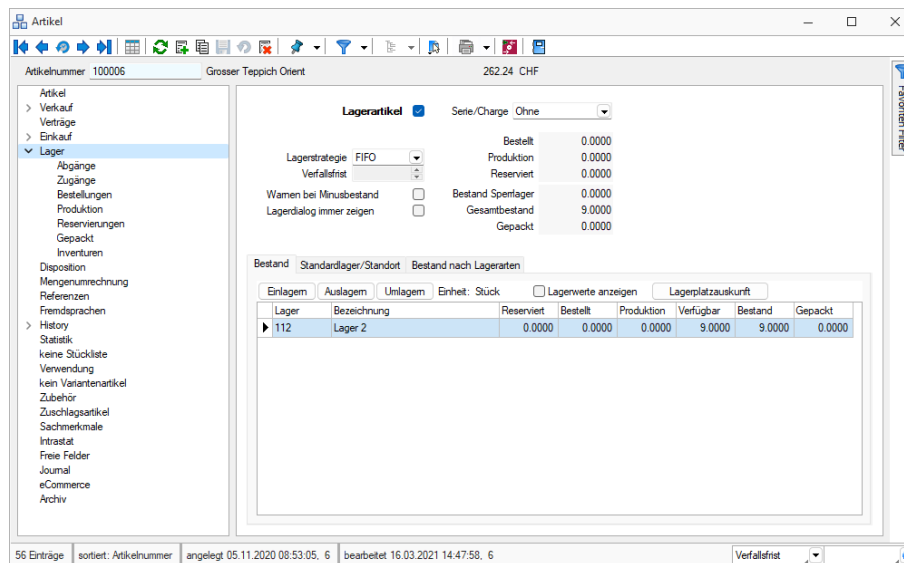 Artikel
Artikelnummer 100006 Grosser Teppich Orient 262.24 CHF
Favoriten Filter
Artikel
Verkauf
Verträge
Einkauf
Lager
Abgänge
Zugänge
Bestellungen
Produktion
Reservierungen
Gepackt
Inventuren
Disposition
Mengenumrechnung
Referenzen
Fremdsprachen
History
Statistik
keine Stückliste
Verwendung
kein Variantenartikel
Zubehör
Zuschlagsartikel
Sachmerkmale
Intrastat
Freie Felder
Journal
eCommerce
Archiv
Lagerartikel Serie/Charge Ohne
Bestellt 0.0000
Lagerstrategie FIFO Produktion 0.0000
Verfallsfrist Reserviert 0.0000
Warnen bei Minusbestand Bestand Sperrlager 0.0000
Lagerdialog immer zeigen Gesamtbestand 9.0000
Gepackt 0.0000
Bestand Standardlager/Standort Bestand nach Lagerarten
Einlagern Auslagern Umlagern Einheit: Stück Lagerwerte anzeigen Lagerplatzauskunft
Lager Bezeichnung Reserviert Bestellt Produktion Verfügbar Bestand Gepackt
112 Lager 2 0.0000 0.0000 0.0000 9.0000 9.0000 0.0000
56 Einträge sortiert: Artikelnummer angelegt 05.11.2020 08:53:05, 6 bearbeitet 16.03.2021 14:47:58, 6 Verfallsfrist